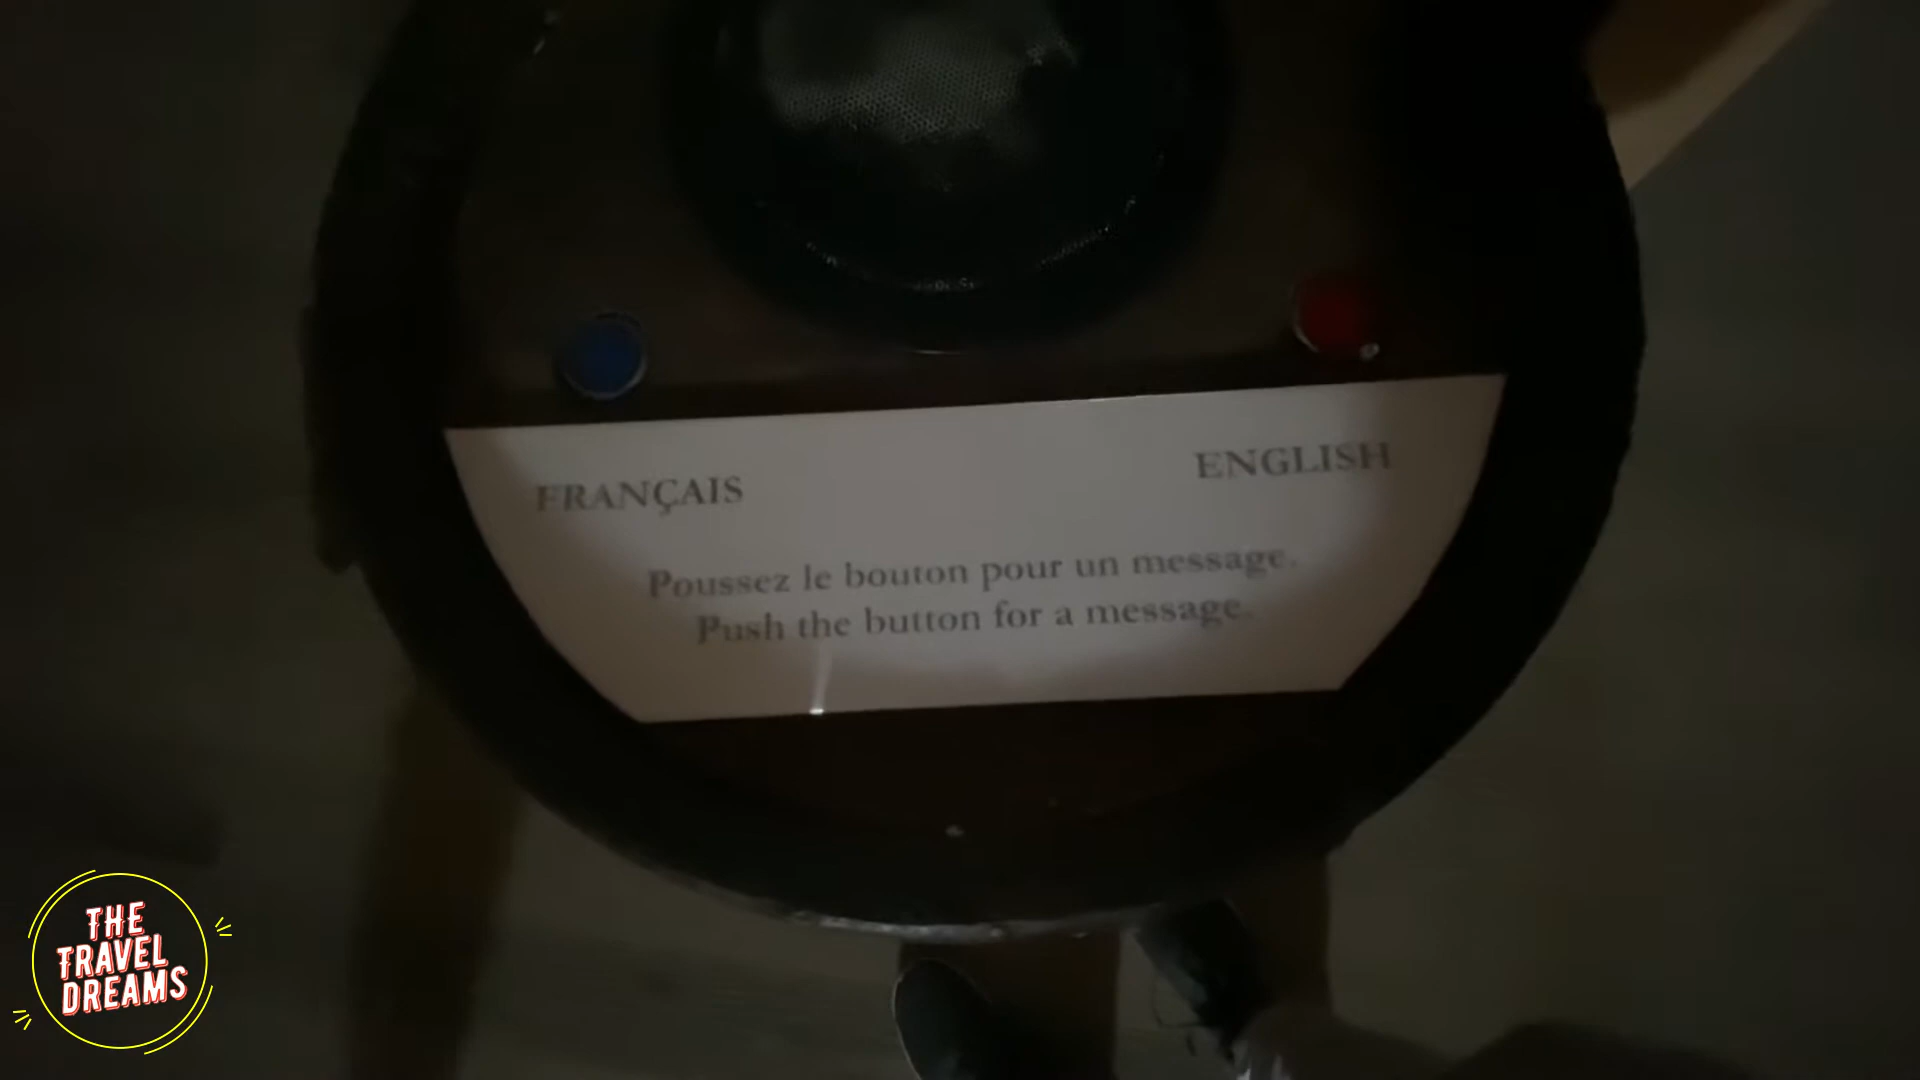 FRANÇAIS
ENGLISH
Poussez le bouton pour un message.
Push the button for a message.
THE
TRAVEL
DREAMS